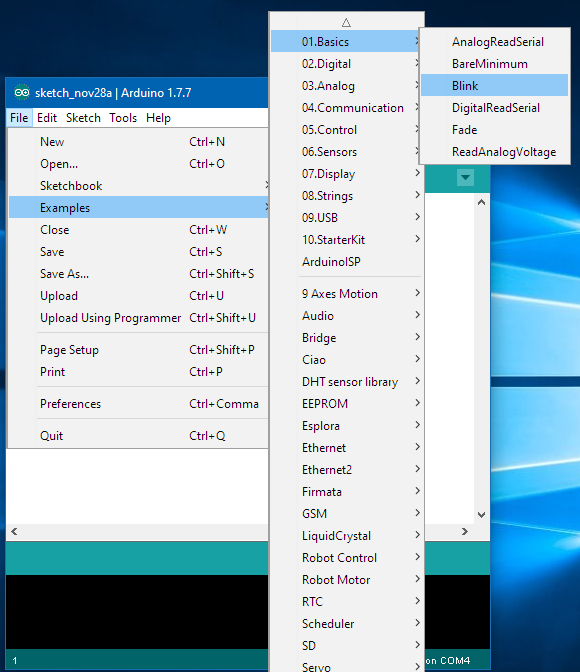 sketch_nov28a | Arduino 1.7.7
File Edit Sketch Tools Help
New Ctrl+N
Open... Ctrl+O
Sketchbook
Examples
Close Ctrl+W
Save Ctrl+S
Save As... Ctrl+Shift+S
Upload Ctrl+U
Upload Using Programmer Ctrl+Shift+U
Page Setup Ctrl+Shift+P
Print Ctrl+P
Preferences Ctrl+Comma
Quit Ctrl+Q
01.Basics
02.Digital
03.Analog
04.Communication
05.Control
06.Sensors
07.Display
08.Strings
09.USB
10.StarterKit
ArduinoISP
9 Axes Motion
Audio
Bridge
Ciao
DHT sensor library
EEPROM
Esplora
Ethernet
Ethernet2
Firmata
GSM
LiquidCrystal
Robot Control
Robot Motor
RTC
Scheduler
SD
Servo
AnalogReadSerial
BareMinimum
Blink
DigitalReadSerial
Fade
ReadAnalogVoltage
1
on COM4